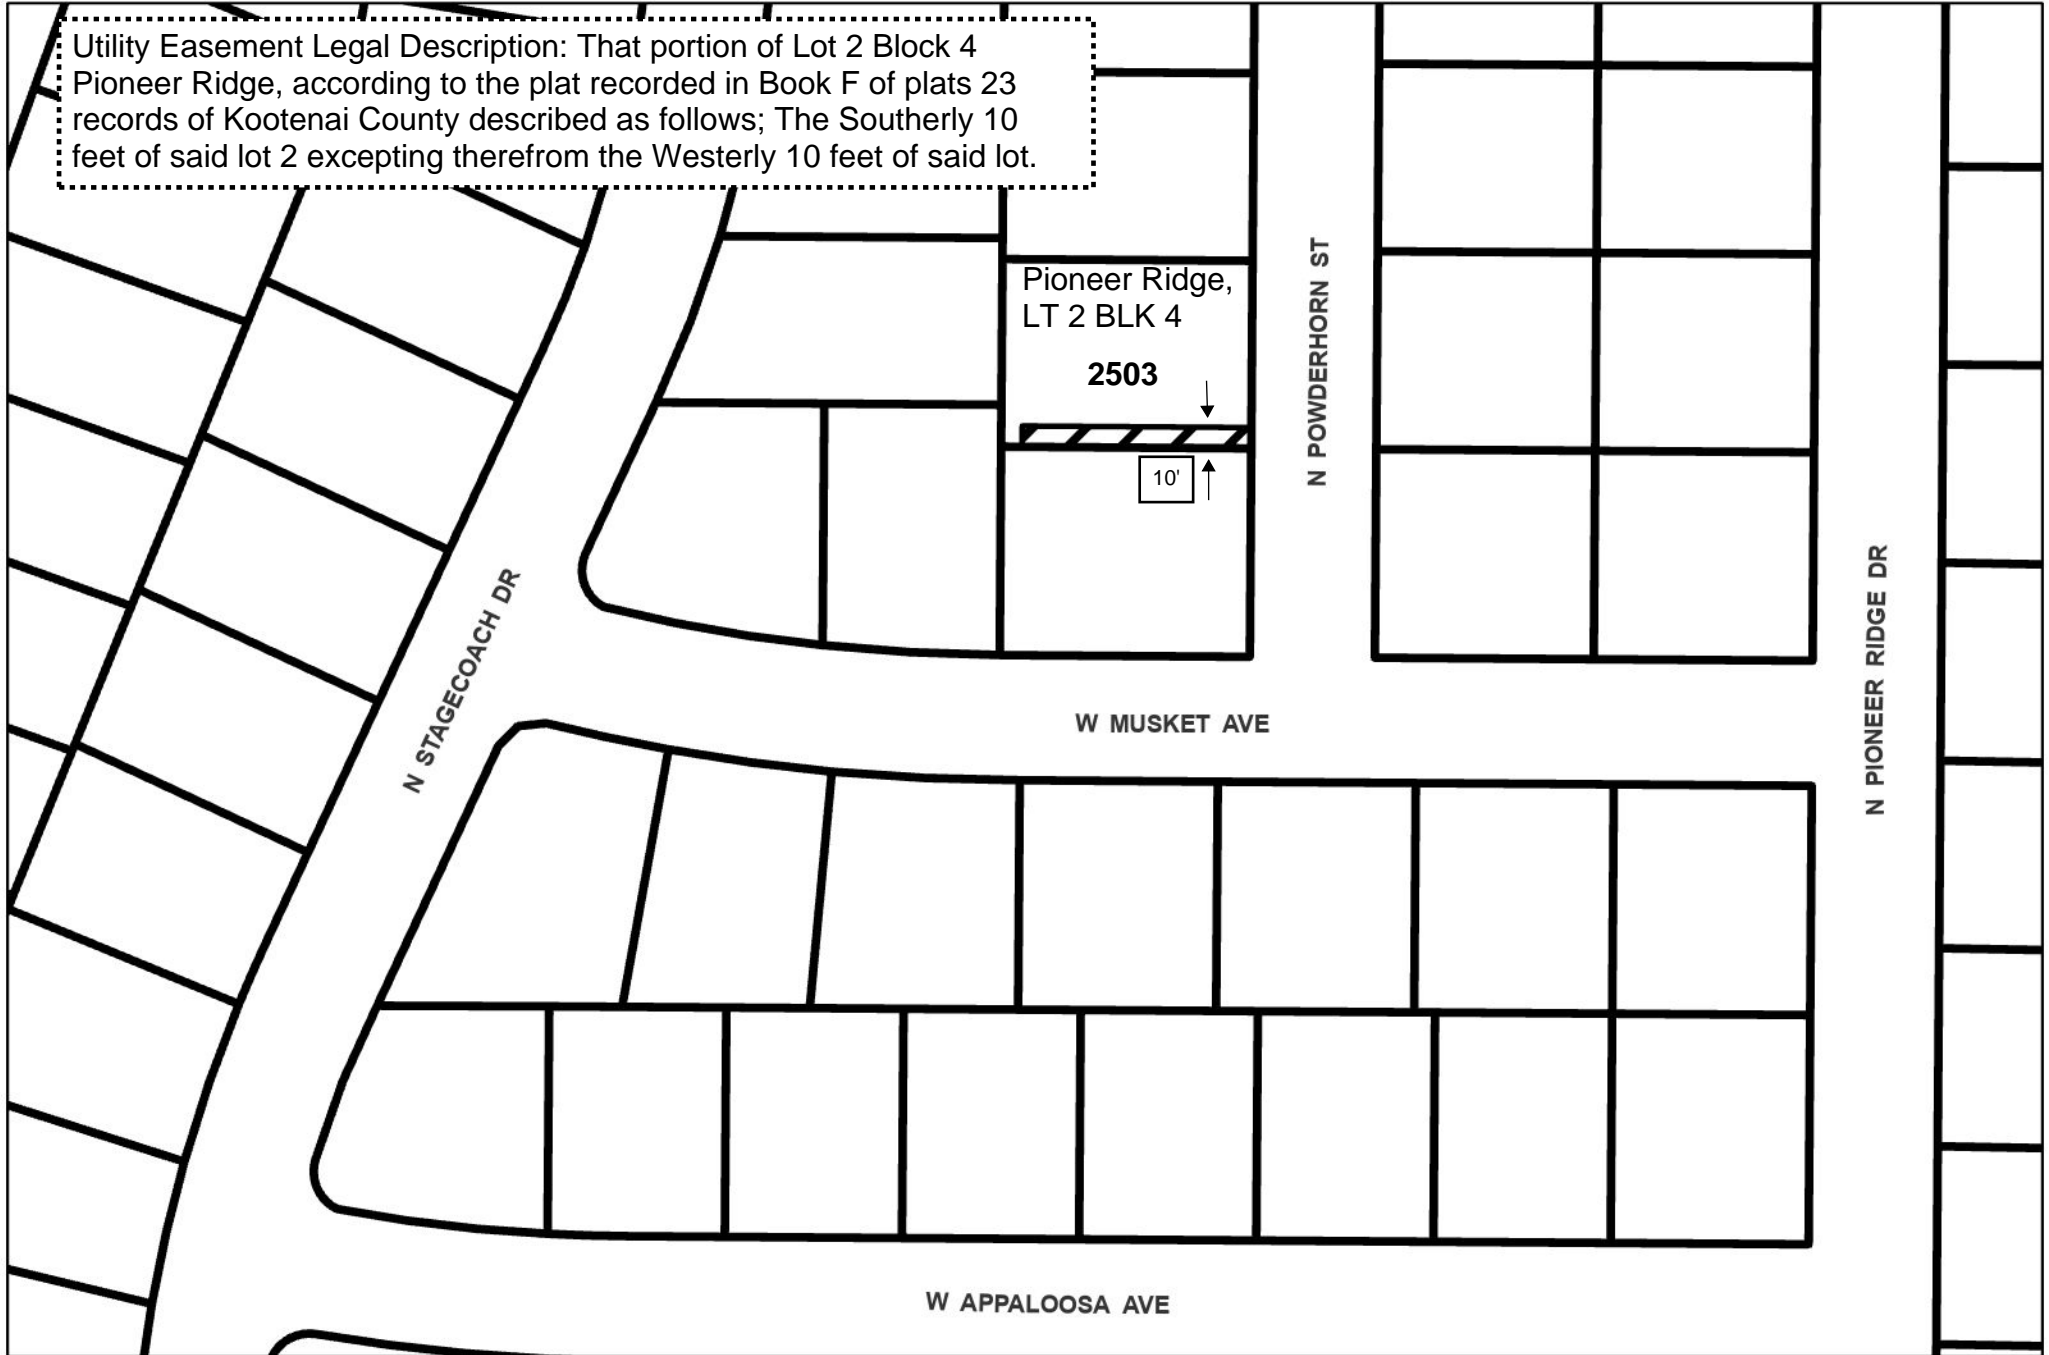 Utility Easement Legal Description: That portion of Lot 2 Block 4
Pioneer Ridge, according to the plat recorded in Book F of plats 23
records of Kootenai County described as follows; The Southerly 10
feet of said lot 2 excepting therefrom the Westerly 10 feet of said lot.
Pioneer Ridge,
LT 2 BLK 4
2503
10'
N POWDERHORN ST
N STAGECOACH DR
N PIONEER RIDGE DR
W MUSKET AVE
W APPALOOSA AVE